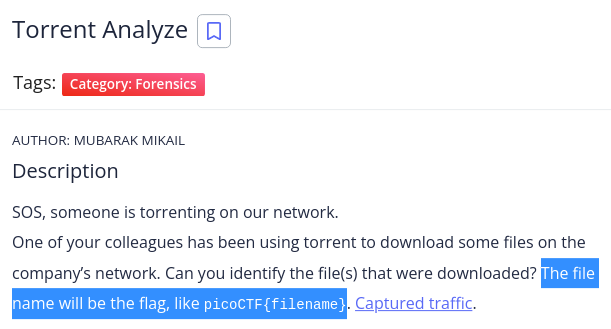 Torrent Analyze
Tags: Category: Forensics
AUTHOR: MUBARAK MIKAIL
Description
SOS, someone is torrenting on our network.
One of your colleagues has been using torrent to download some files on the
company’s network. Can you identify the file(s) that were downloaded? The file
name will be the flag, like picoCTF{filename}. Captured traffic.